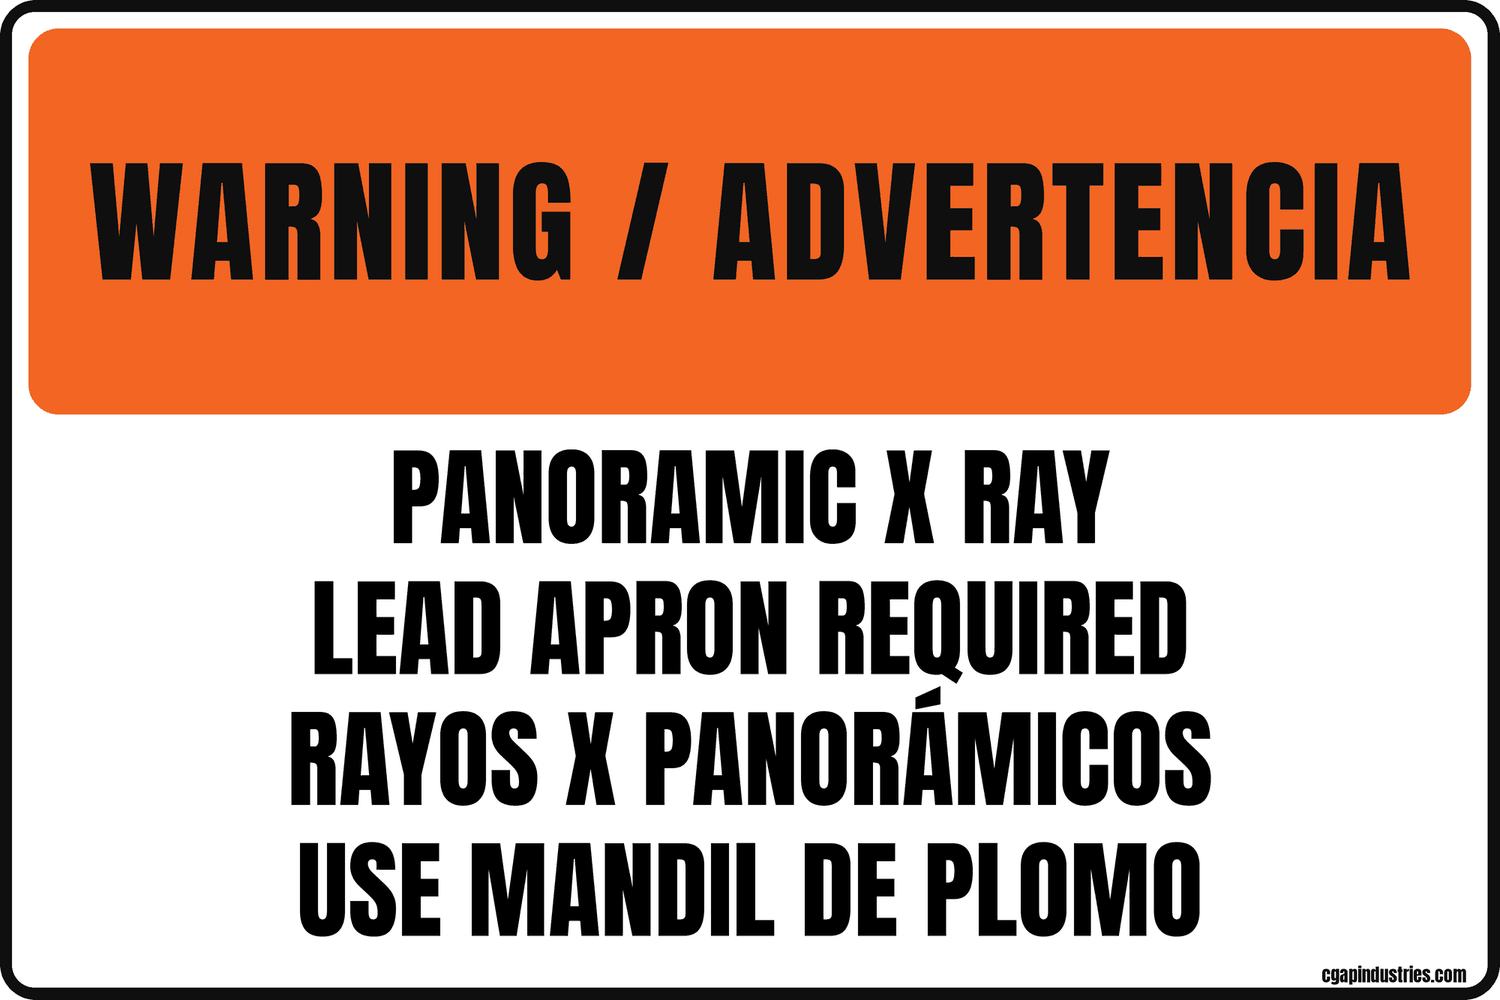 WARNING / ADVERTENCIA
PANORAMIC X RAY
LEAD APRON REQUIRED
RAYOS X PANORÁMICOS
USE MANDIL DE PLOMO
cgapindustries.com